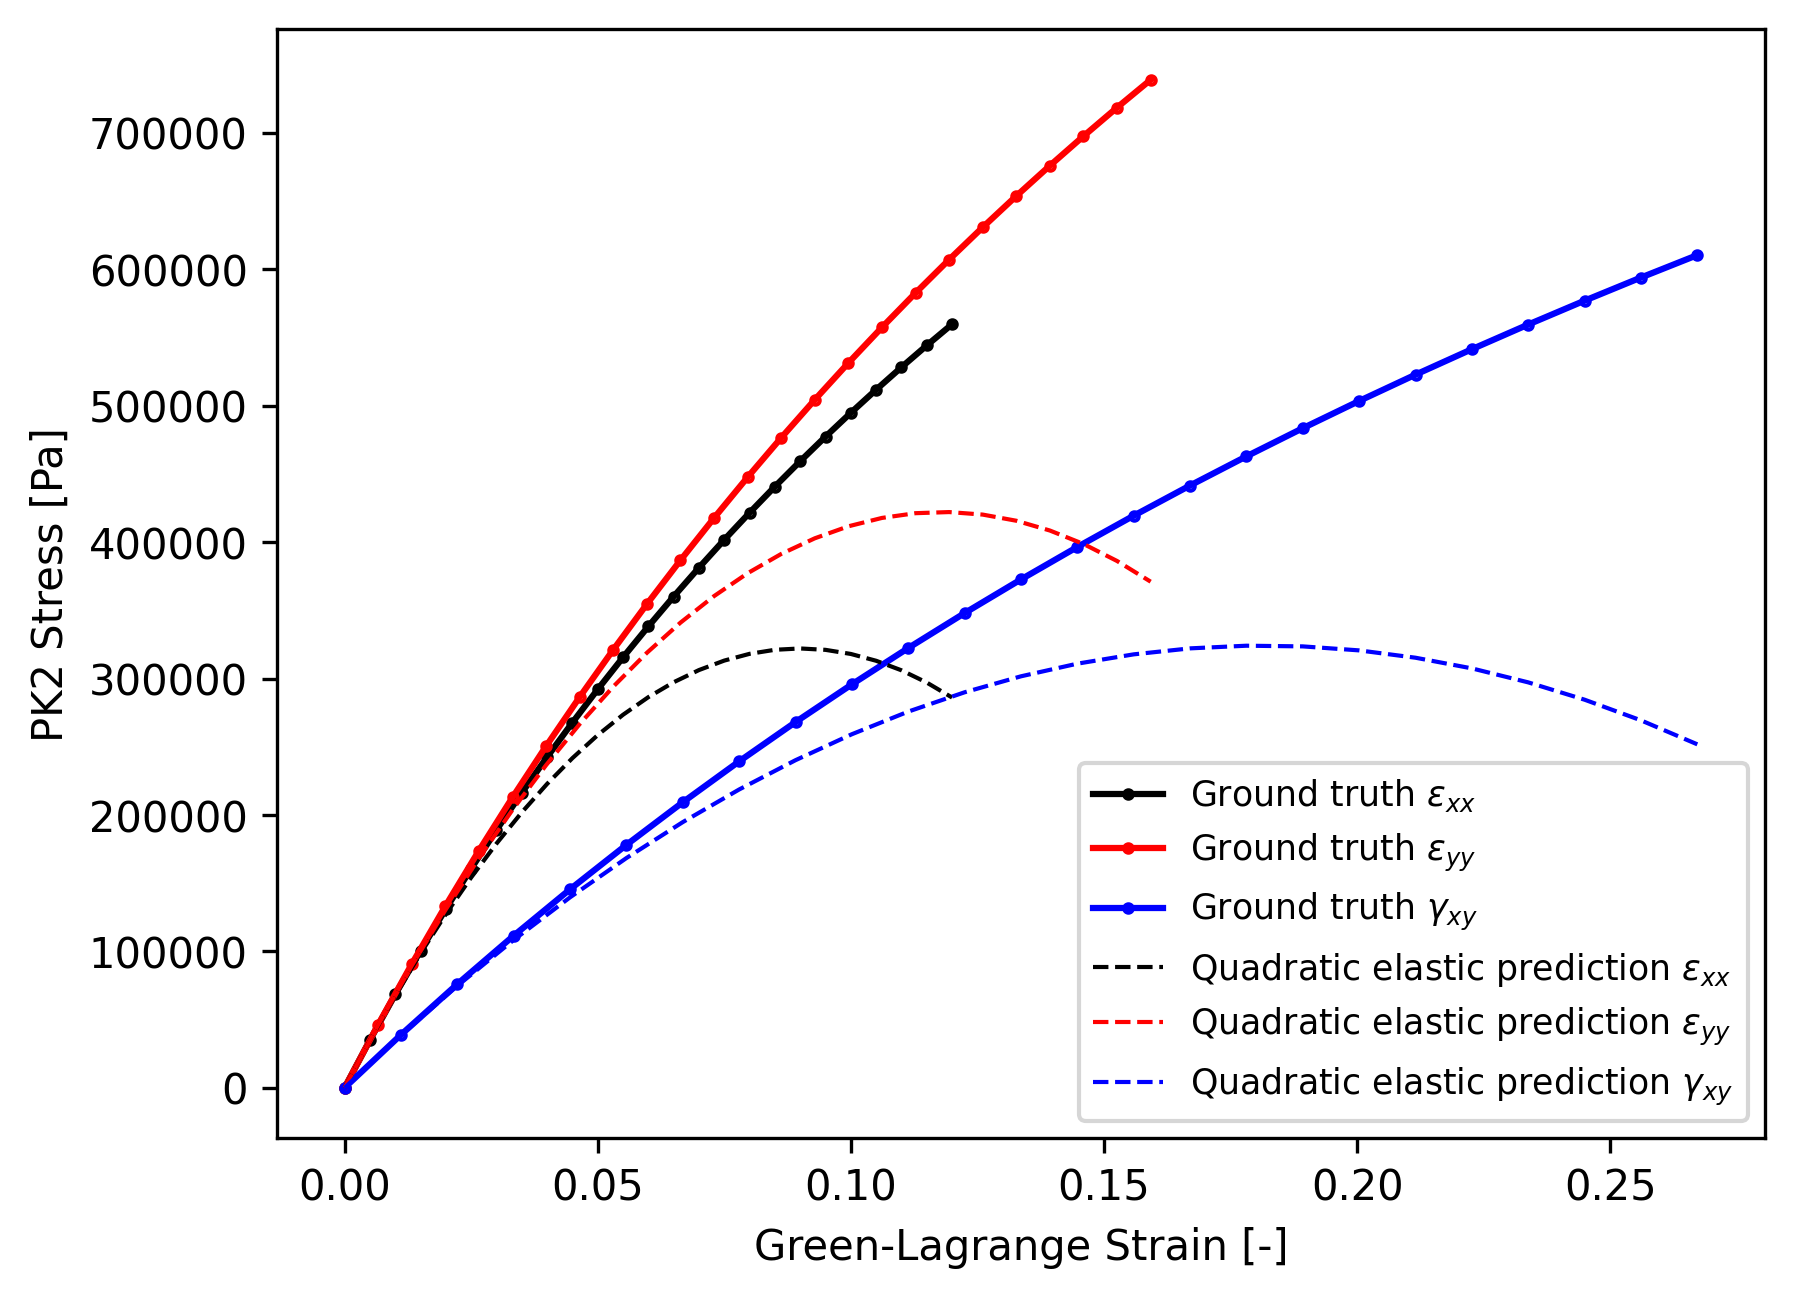 700000
600000
500000
400000
300000
200000
100000
0
PK2 Stress [Pa]
Ground truth εxx
Ground truth εyy
Ground truth γxy
Quadratic elastic prediction εxx
Quadratic elastic prediction εyy
Quadratic elastic prediction γxy
0.00 0.05 0.10 0.15 0.20 0.25
Green-Lagrange Strain [-]